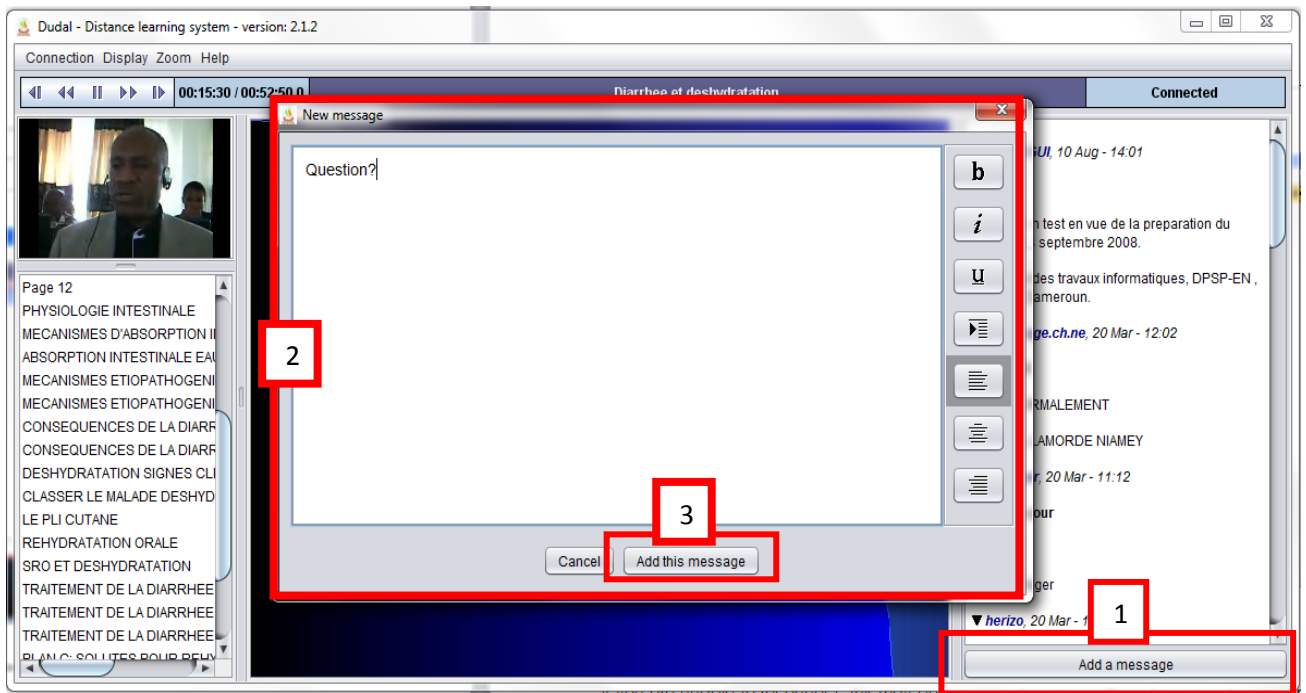 Dudal - Distance learning system - version: 2.1.2
Connection Display Zoom Help
00:15:30 / 00:52:50.0
Diarrhee et deshydratation
Connected
New message
Question?
b
i
u
2
3
Cancel
Add this message
Page 12
PHYSIOLOGIE INTESTINALE
MECANISMES D'ABSORPTION
ABSORPTION INTESTINALE
MECANISMES ETIOPATHOGENI
MECANISMES ETIOPATHOGENI
CONSEQUENCES DE LA DIARR
CONSEQUENCES DE LA DIARR
DESHYDRATATION SIGNES CLI
CLASSER LE MALADE DESHYD
LE PLI CUTANE
REHYDRATATION ORALE
SRO ET DESHYDRATATION
TRAITEMENT DE LA DIARRHEE
TRAITEMENT DE LA DIARRHEE
TRAITEMENT DE LA DIARRHEE
PLAN C: SOLUTES POUR REHY
GUI, 10 Aug - 14:01
test en vue de la preparation du
septembre 2008.
des travaux informatiques, DPSP-EN ,
ameroun.
ge.ch.ne, 20 Mar - 12:02
RMALEMENT
LAMORDE NIAMEY
r, 20 Mar - 11:12
our
ger
herizo, 20 Mar -
1
Add a message